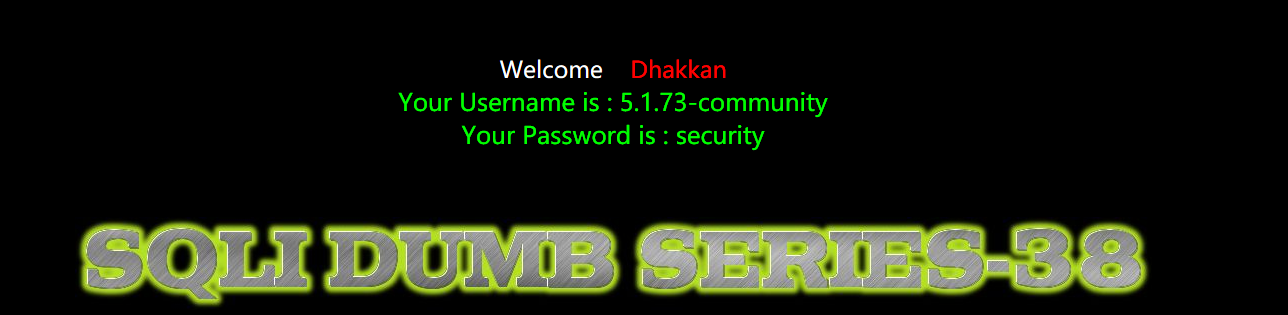 Welcome Dhakkan
Your Username is : 5.1.73-community
Your Password is : security
SQLI DUMB SERIES-38